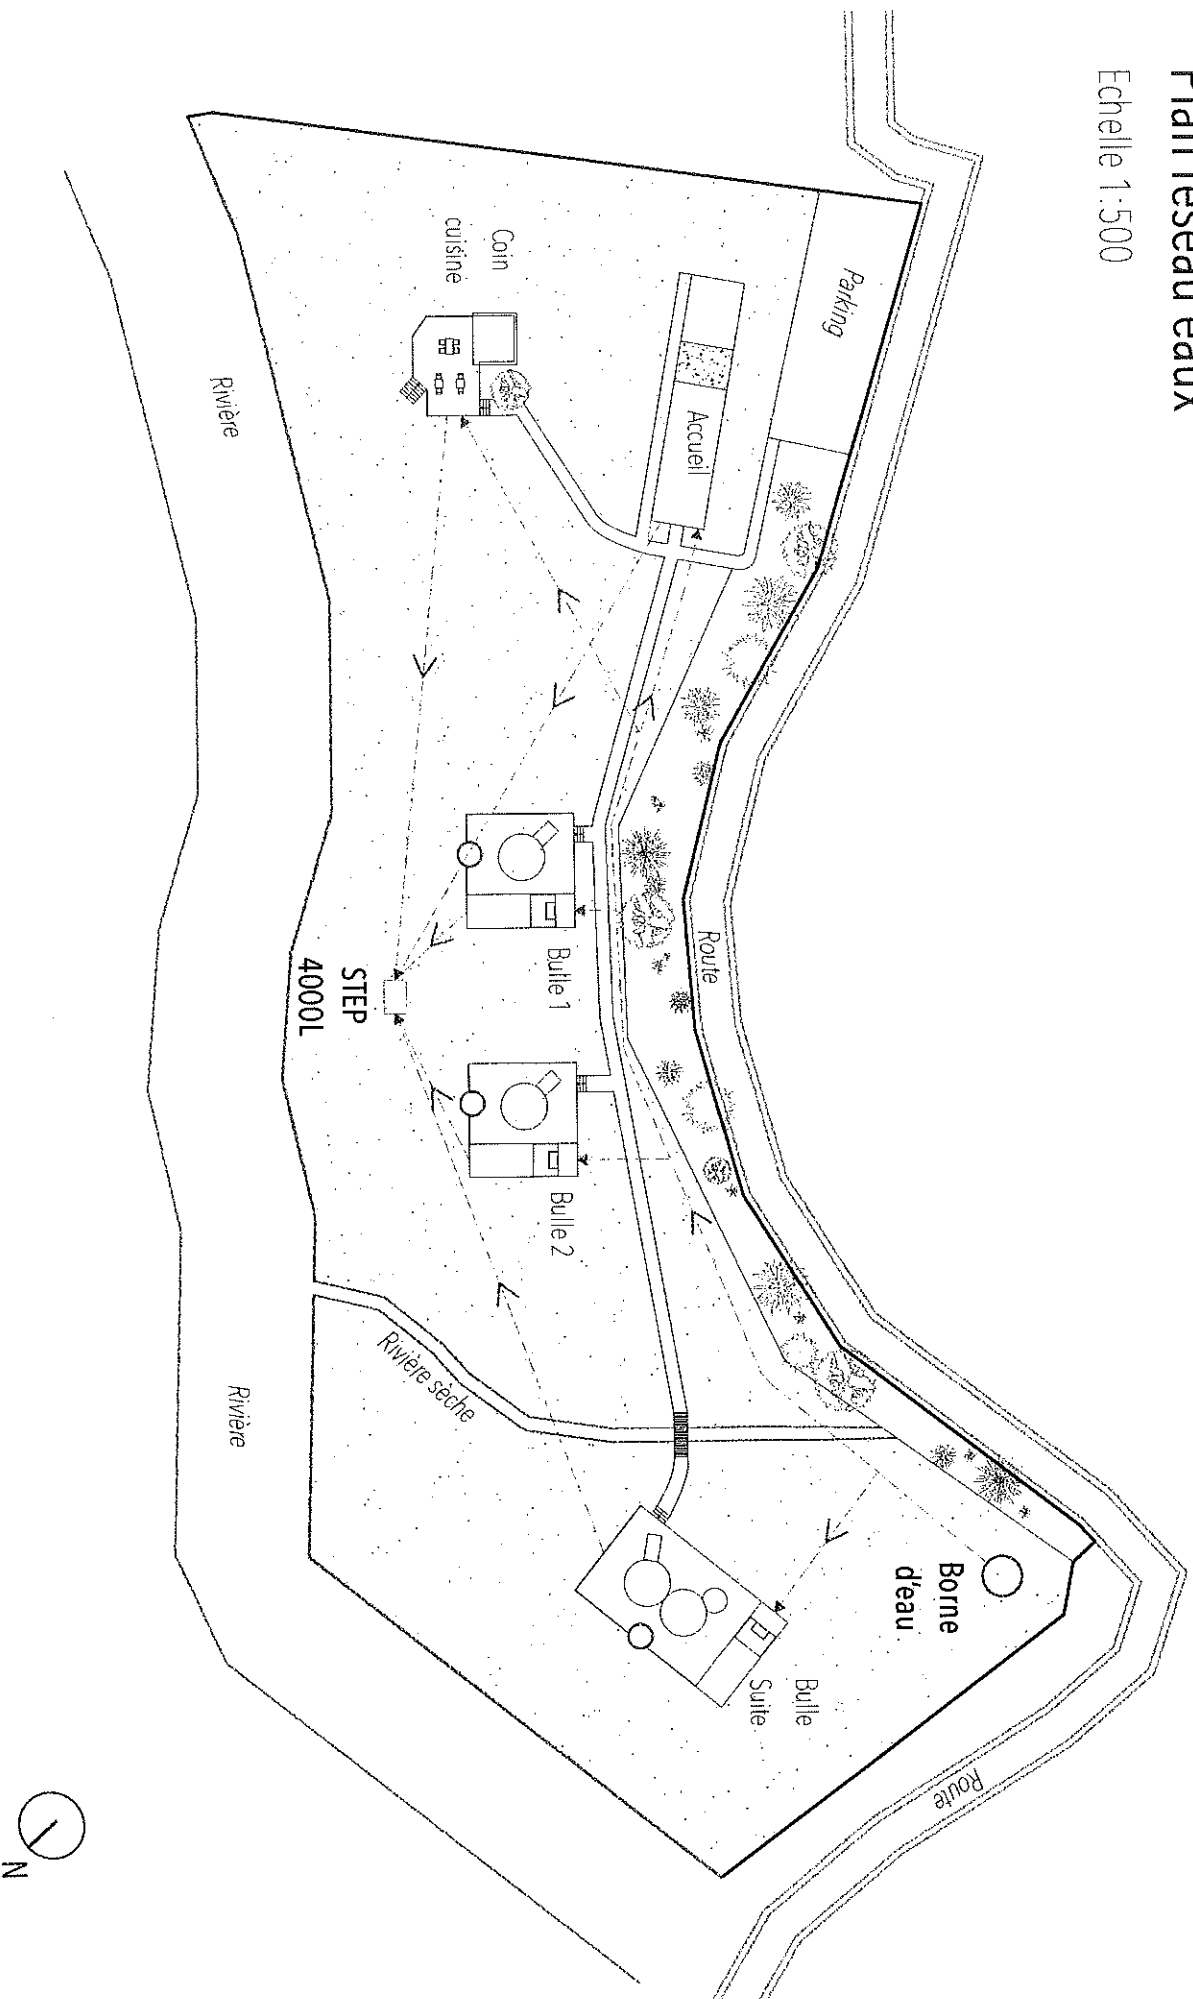 Plan réseau eaux
Echelle 1:500
Parking
Accueil
Coin
cuisine
Rivière
Route
Bulle 1
STEP
4000L
Bulle 2
Rivière sèche
Rivière
Borne
d'eau
Bulle
Suite
Route
N